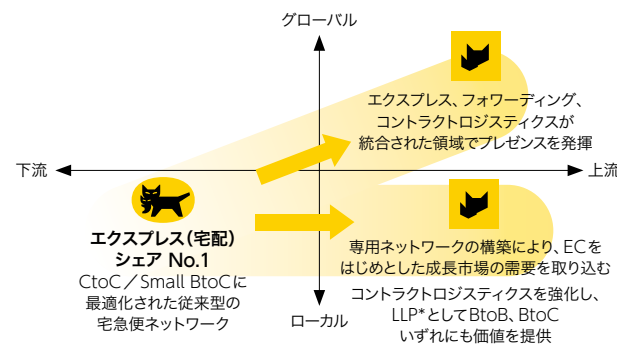 グローバル
エクスプレス、フォワーディング、
コントラクトロジスティクスが
統合された領域でプレゼンスを発揮
下流
上流
エクスプレス（宅配）
シェア No.1
CtoC／Small BtoCに
最適化された従来型の
宅急便ネットワーク
専用ネットワークの構築により、ECを
はじめとした成長市場の需要を取り込む
コントラクトロジスティクスを強化し、
LLP*としてBtoB、BtoC
いずれにも価値を提供
ローカル